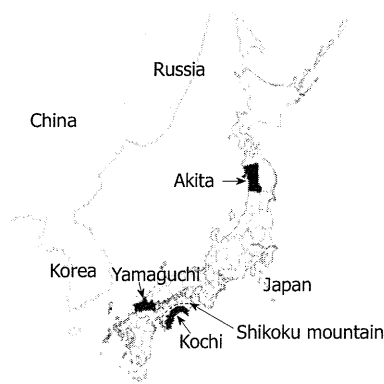 Russia
China
Akita
Korea
Yamaguchi
Japan
Shikoku mountain
Kochi